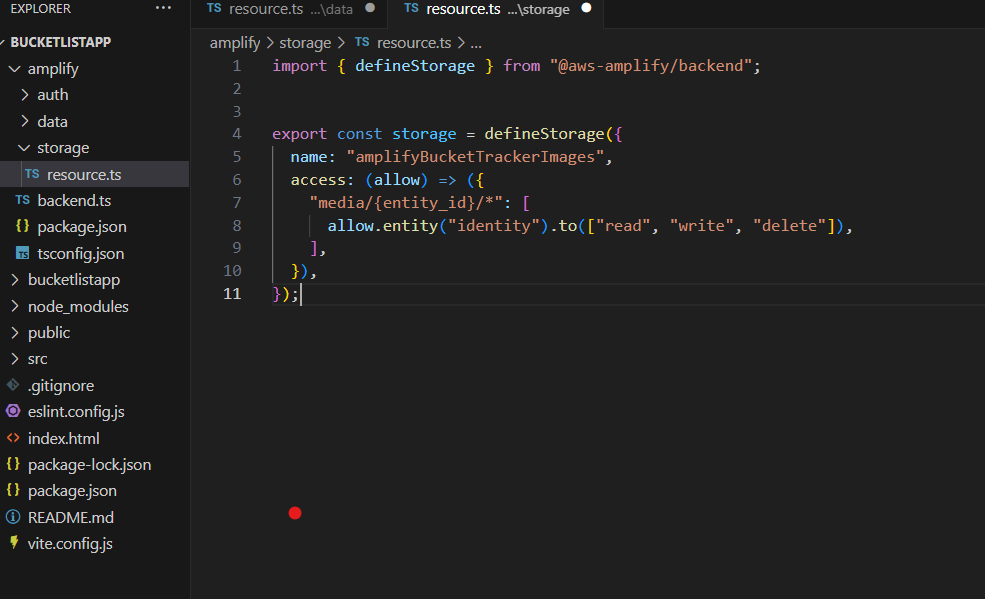 EXPLORER ...
BUCKETLISTAPP
amplify
auth
data
storage
TS resource.ts
TS backend.ts
{} package.json
TS tsconfig.json
bucketlistapp
node_modules
public
src
.gitignore
eslint.config.js
<> index.html
{} package-lock.json
{} package.json
README.md
vite.config.js
TS resource.ts ...\data
TS resource.ts ...\storage
amplify > storage > TS resource.ts > ...
1 import { defineStorage } from "@aws-amplify/backend";
2
3
4 export const storage = defineStorage({
5 name: "amplifyBucketTrackerImages",
6 access: (allow) => ({
7 "media/{entity_id}/*": [
8 allow.entity("identity").to(["read", "write", "delete"]),
9 ],
10 }),
11 });